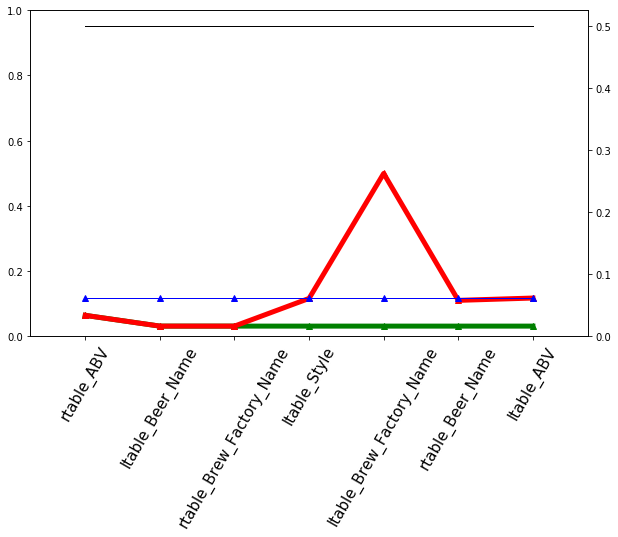 1.0
0.8
0.6
0.4
0.2
0.0
0.5
0.4
0.3
0.2
0.1
0.0
rtable_ABV
ltable_Beer_Name
rtable_Brew_Factory_Name
ltable_Style
ltable_Brew_Factory_Name
rtable_Beer_Name
ltable_ABV